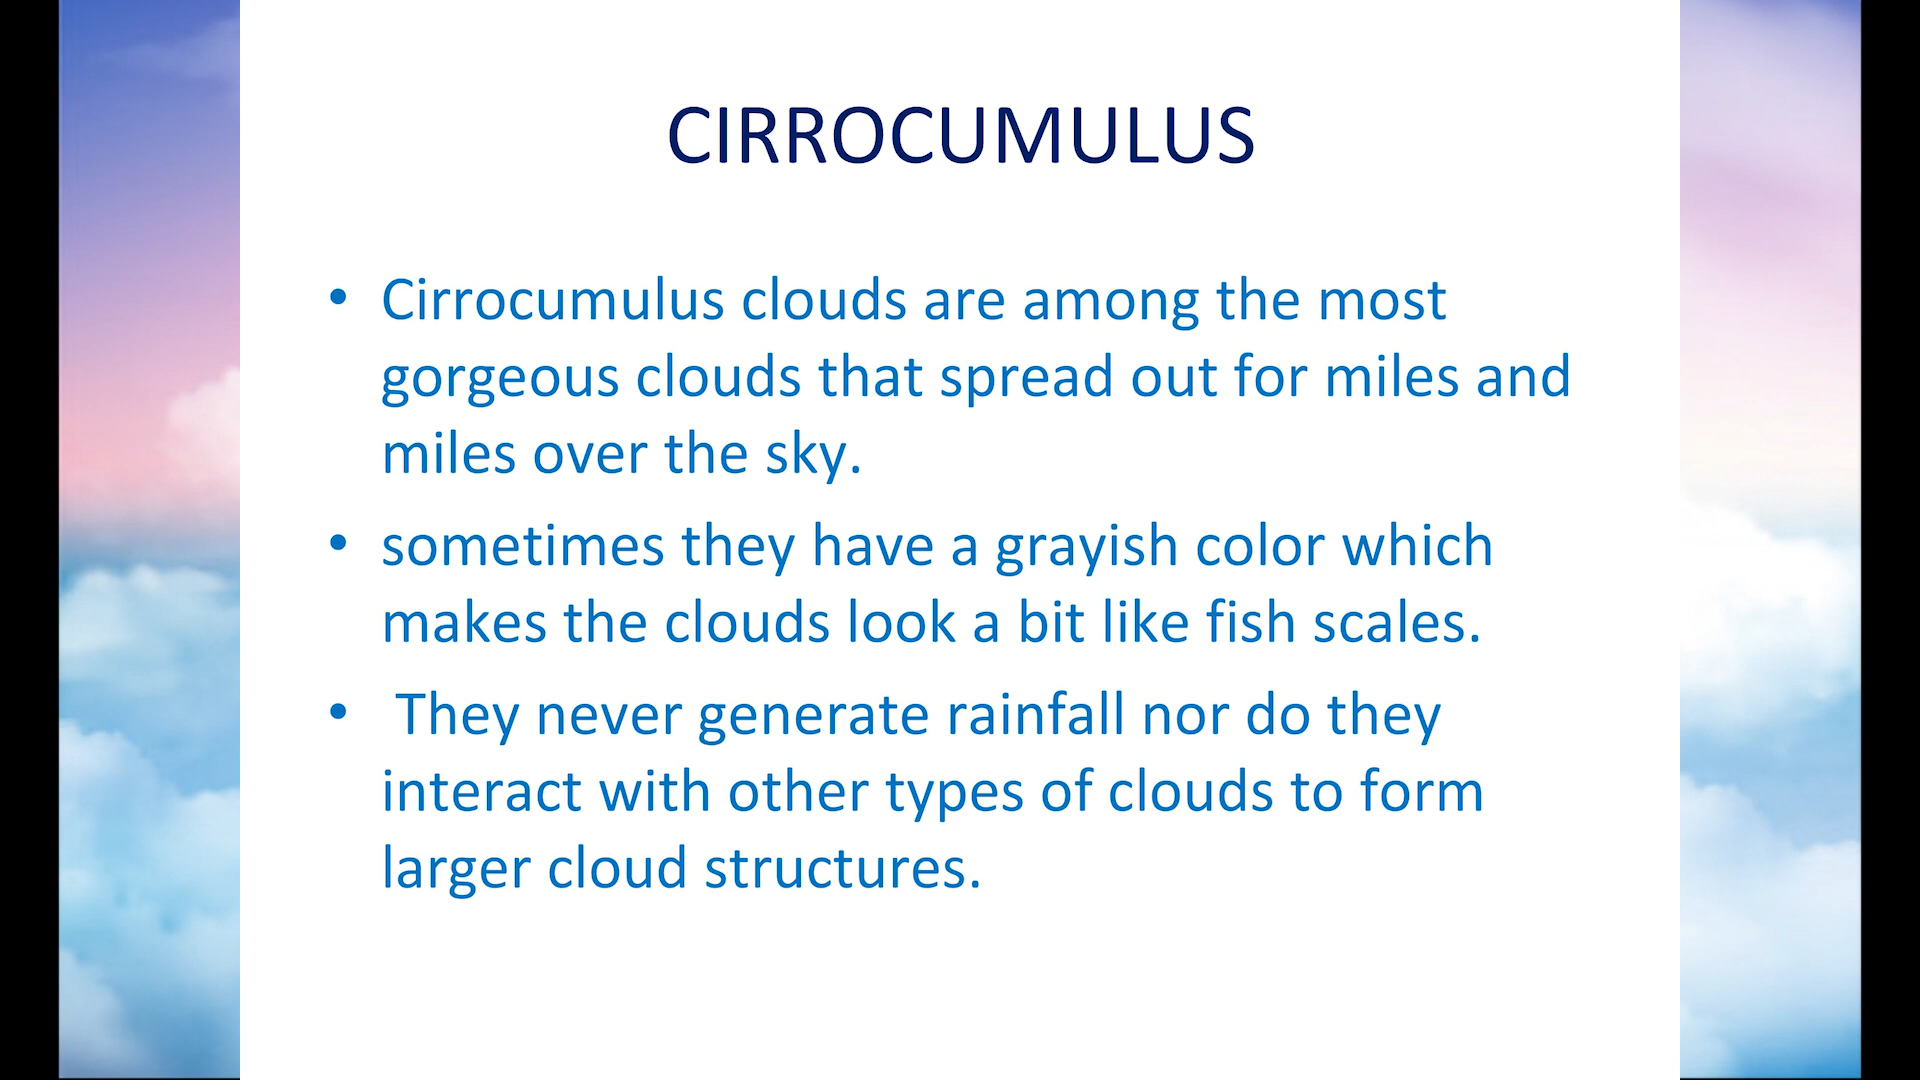 CIRROCUMULUS
• Cirrocumulus clouds are among the most
gorgeous clouds that spread out for miles and
miles over the sky.
• sometimes they have a grayish color which
makes the clouds look a bit like fish scales.
• They never generate rainfall nor do they
interact with other types of clouds to form
larger cloud structures.